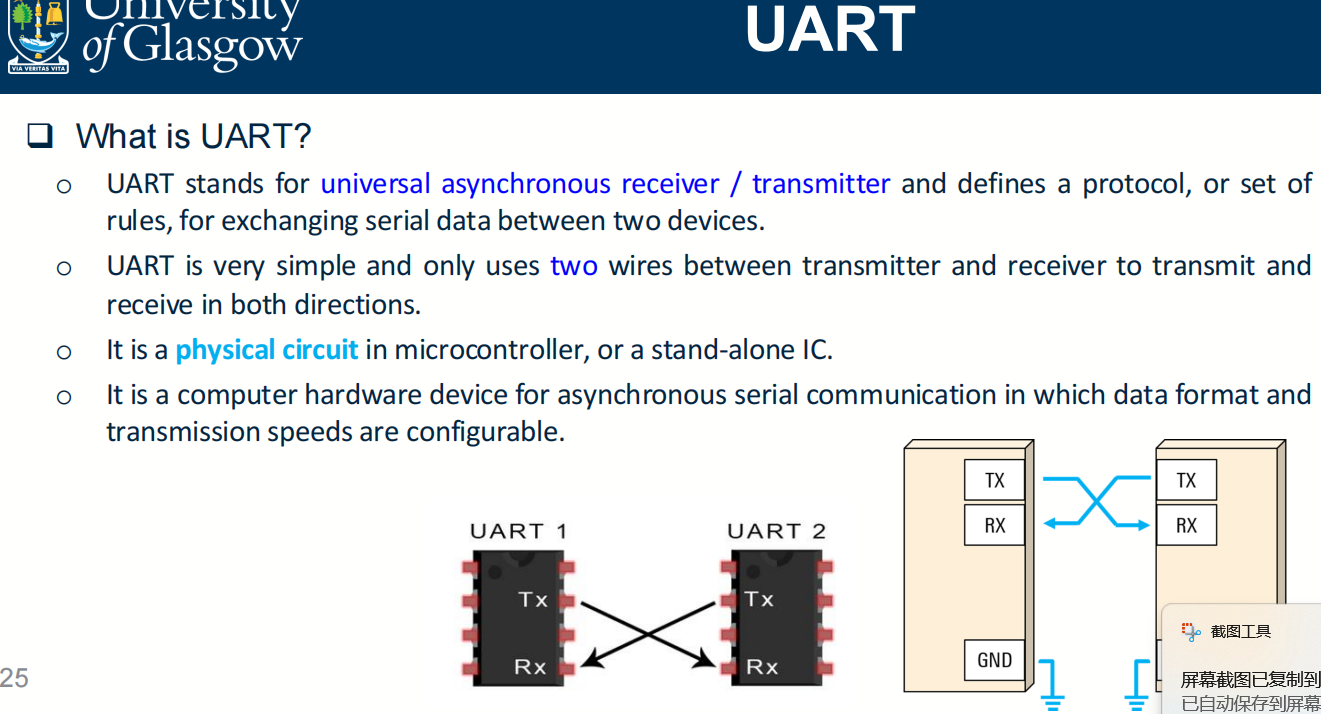 University
of Glasgow
VIA VERITAS VITA
UART
❑ What is UART?
o UART stands for universal asynchronous receiver / transmitter and defines a protocol, or set of
rules, for exchanging serial data between two devices.
o UART is very simple and only uses two wires between transmitter and receiver to transmit and
receive in both directions.
o It is a physical circuit in microcontroller, or a stand-alone IC.
o It is a computer hardware device for asynchronous serial communication in which data format and
transmission speeds are configurable.
UART 1
Tx
Rx
UART 2
Tx
Rx
TX
RX
GND
TX
RX
截图工具
屏幕截图已复制到
已自动保存到屏幕
25